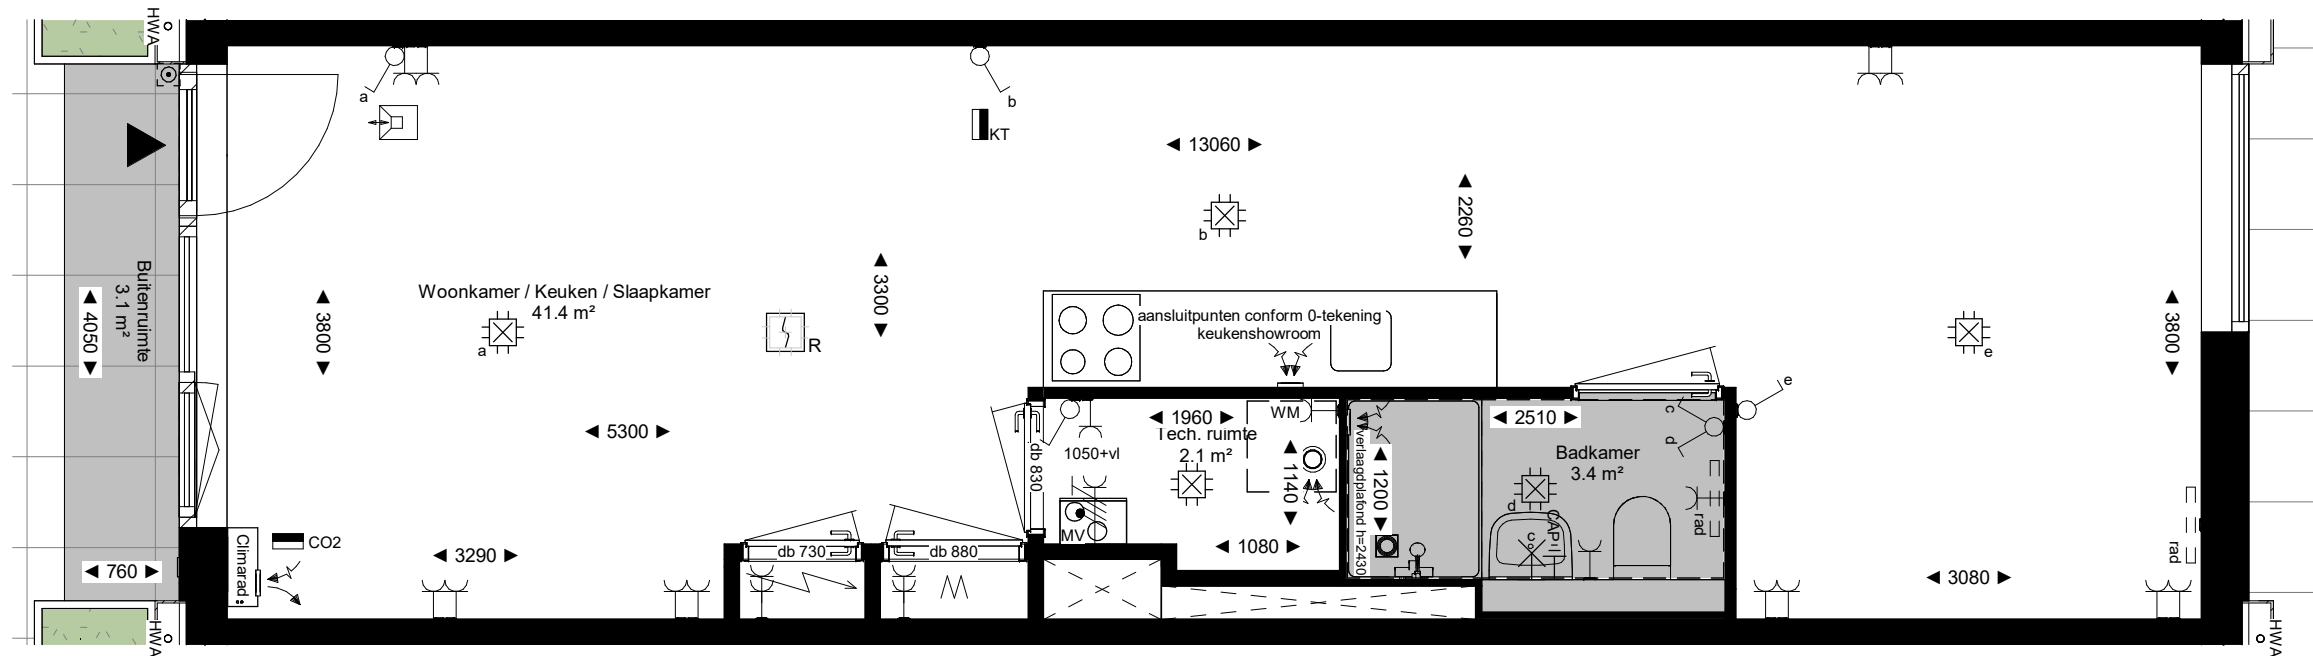 HWA
HWA
a
b
KT
13060
2260
b
Buitenruimte
3.1 m²
4050
3800
Woonkamer / Keuken / Slaapkamer
41.4 m²
a
R
3300
aansluitpunten conform 0-tekening
keukenshowroom
e
3800
e
5300
db 830
1960
WM
Tech. ruimte
2.1 m²
1050+vl
1140
verlaagdplafond h=2430
1200
2510
c
d
Badkamer
3.4 m²
d
CAP
c
rad
rad
MV
1080
CO2
Climarad
760
3290
db 730
db 880
3080
HWA
HWA